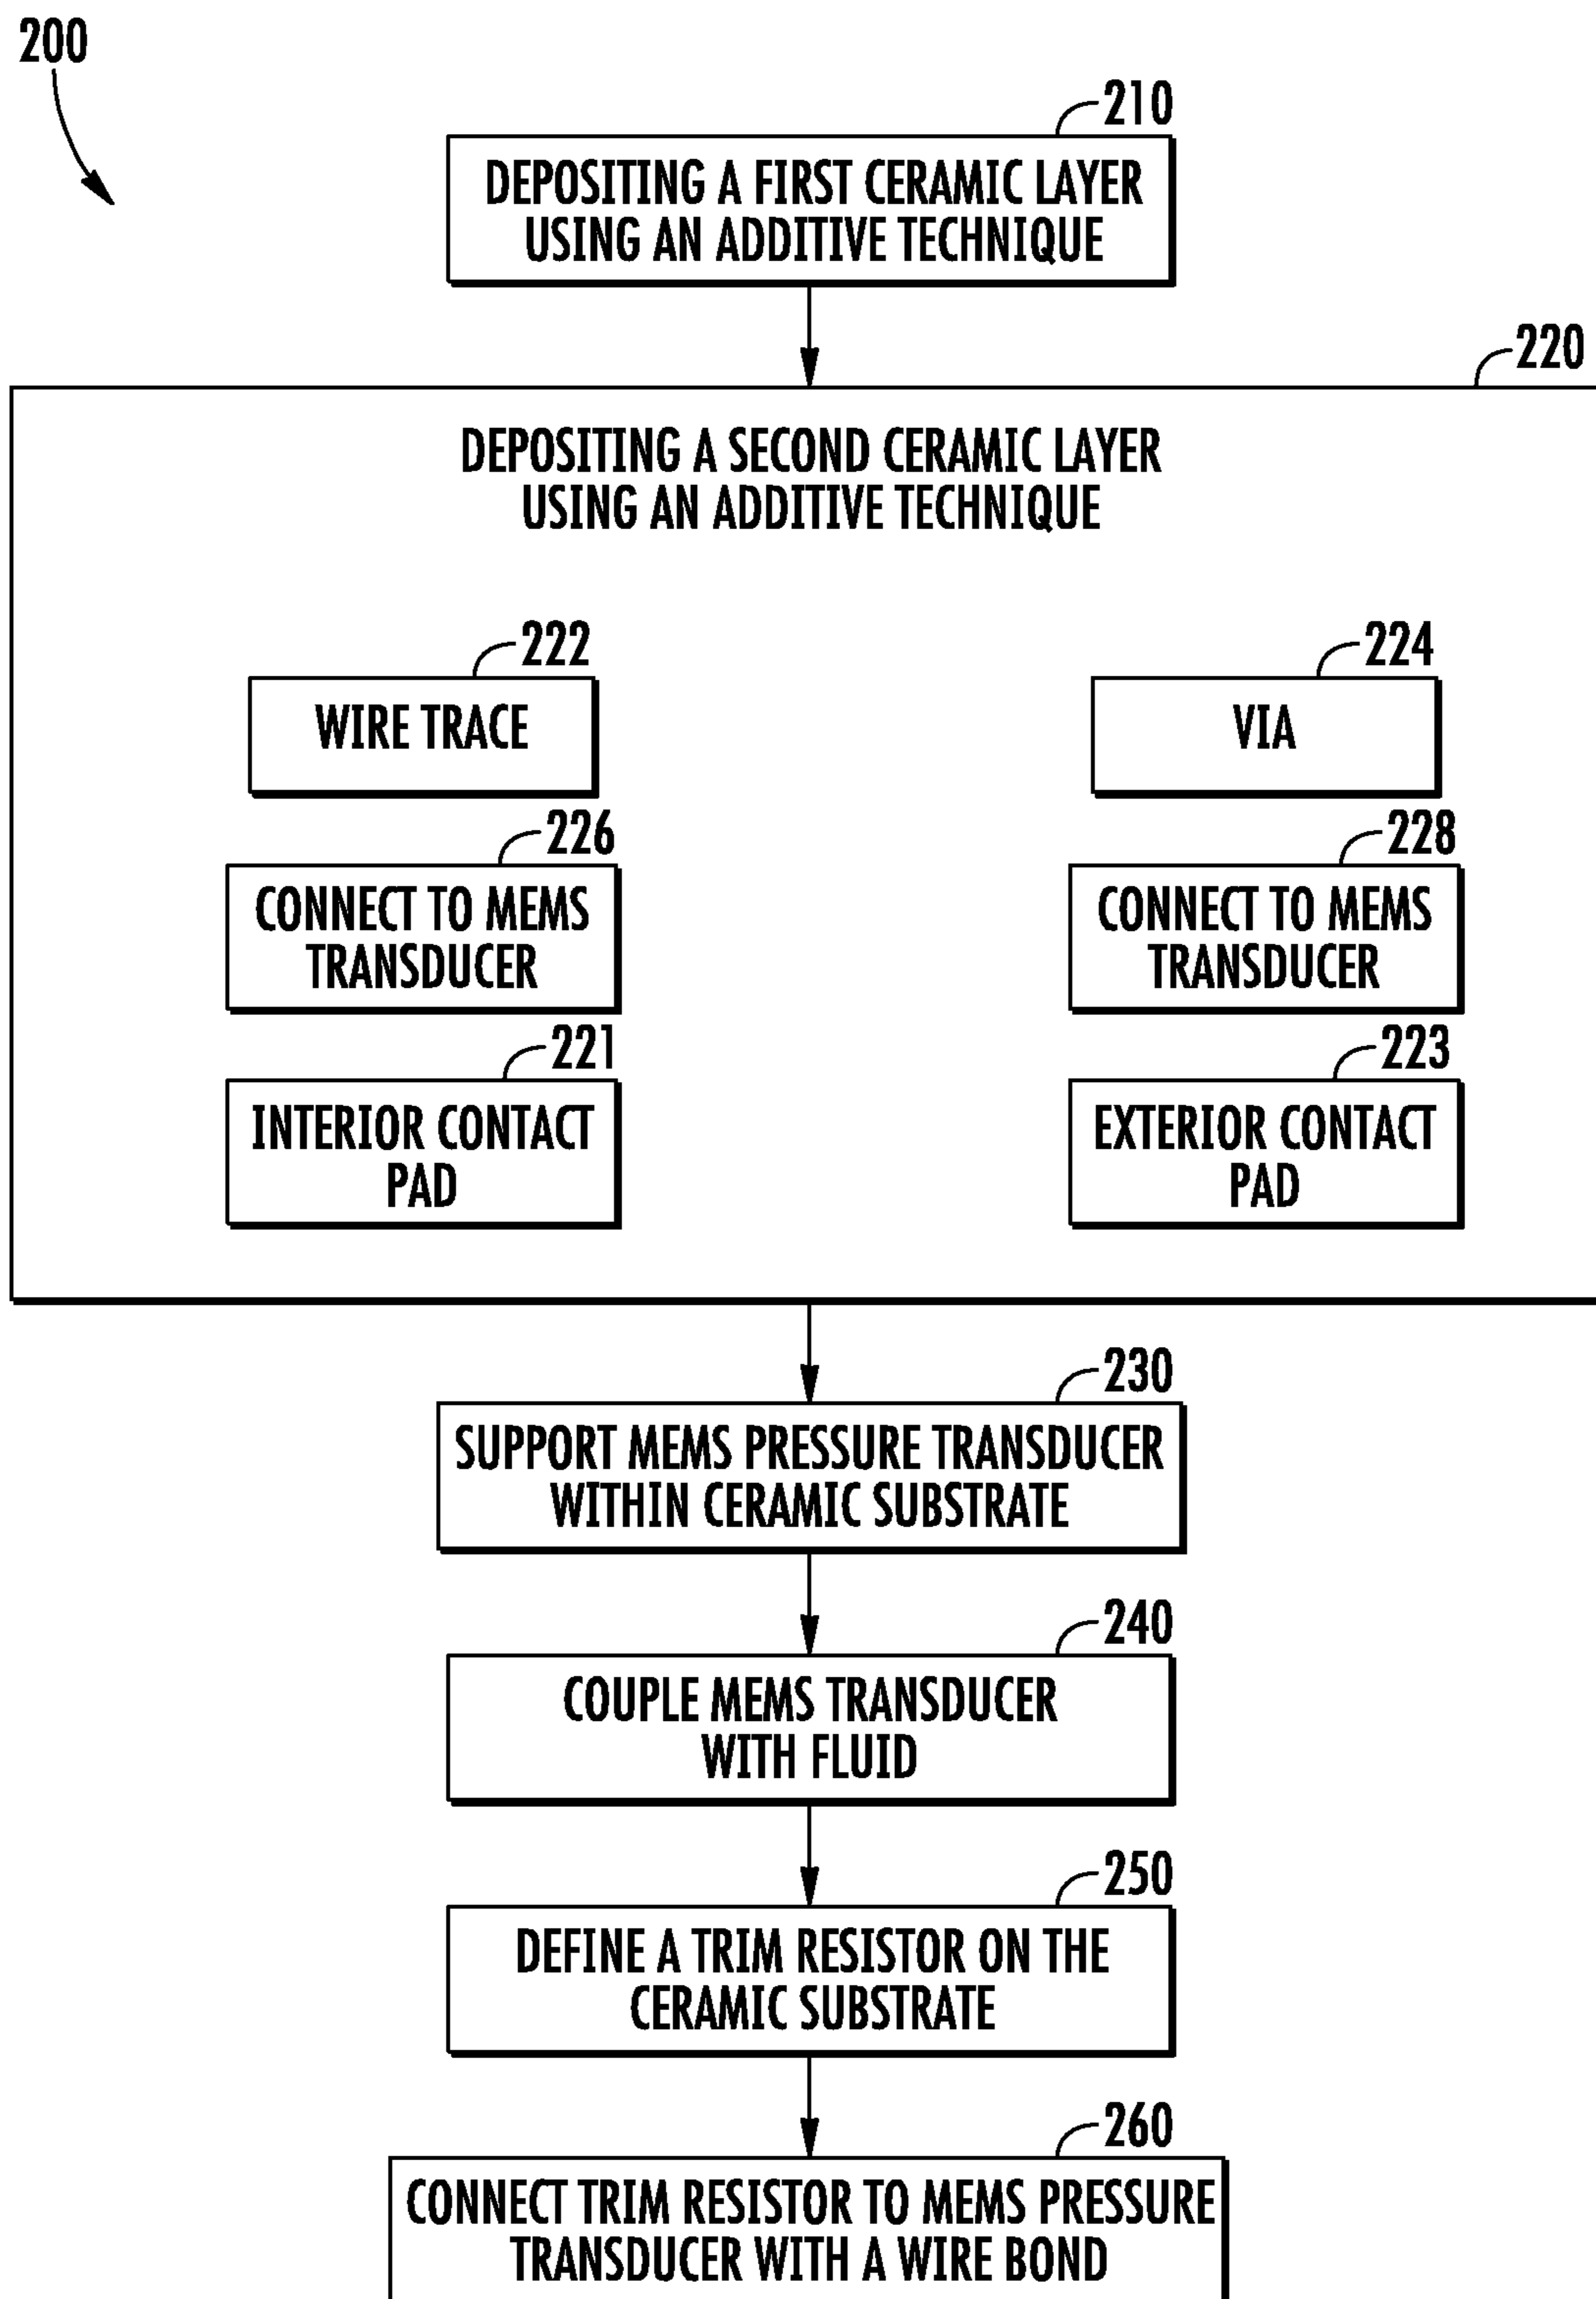 200
210
DEPOSITING A FIRST CERAMIC LAYER
USING AN ADDITIVE TECHNIQUE
220
DEPOSITING A SECOND CERAMIC LAYER
USING AN ADDITIVE TECHNIQUE
222
WIRE TRACE
224
VIA
226
CONNECT TO MEMS
TRANSDUCER
228
CONNECT TO MEMS
TRANSDUCER
221
INTERIOR CONTACT
PAD
223
EXTERIOR CONTACT
PAD
230
SUPPORT MEMS PRESSURE TRANSDUCER
WITHIN CERAMIC SUBSTRATE
240
COUPLE MEMS TRANSDUCER
WITH FLUID
250
DEFINE A TRIM RESISTOR ON THE
CERAMIC SUBSTRATE
260
CONNECT TRIM RESISTOR TO MEMS PRESSURE
TRANSDUCER WITH A WIRE BOND